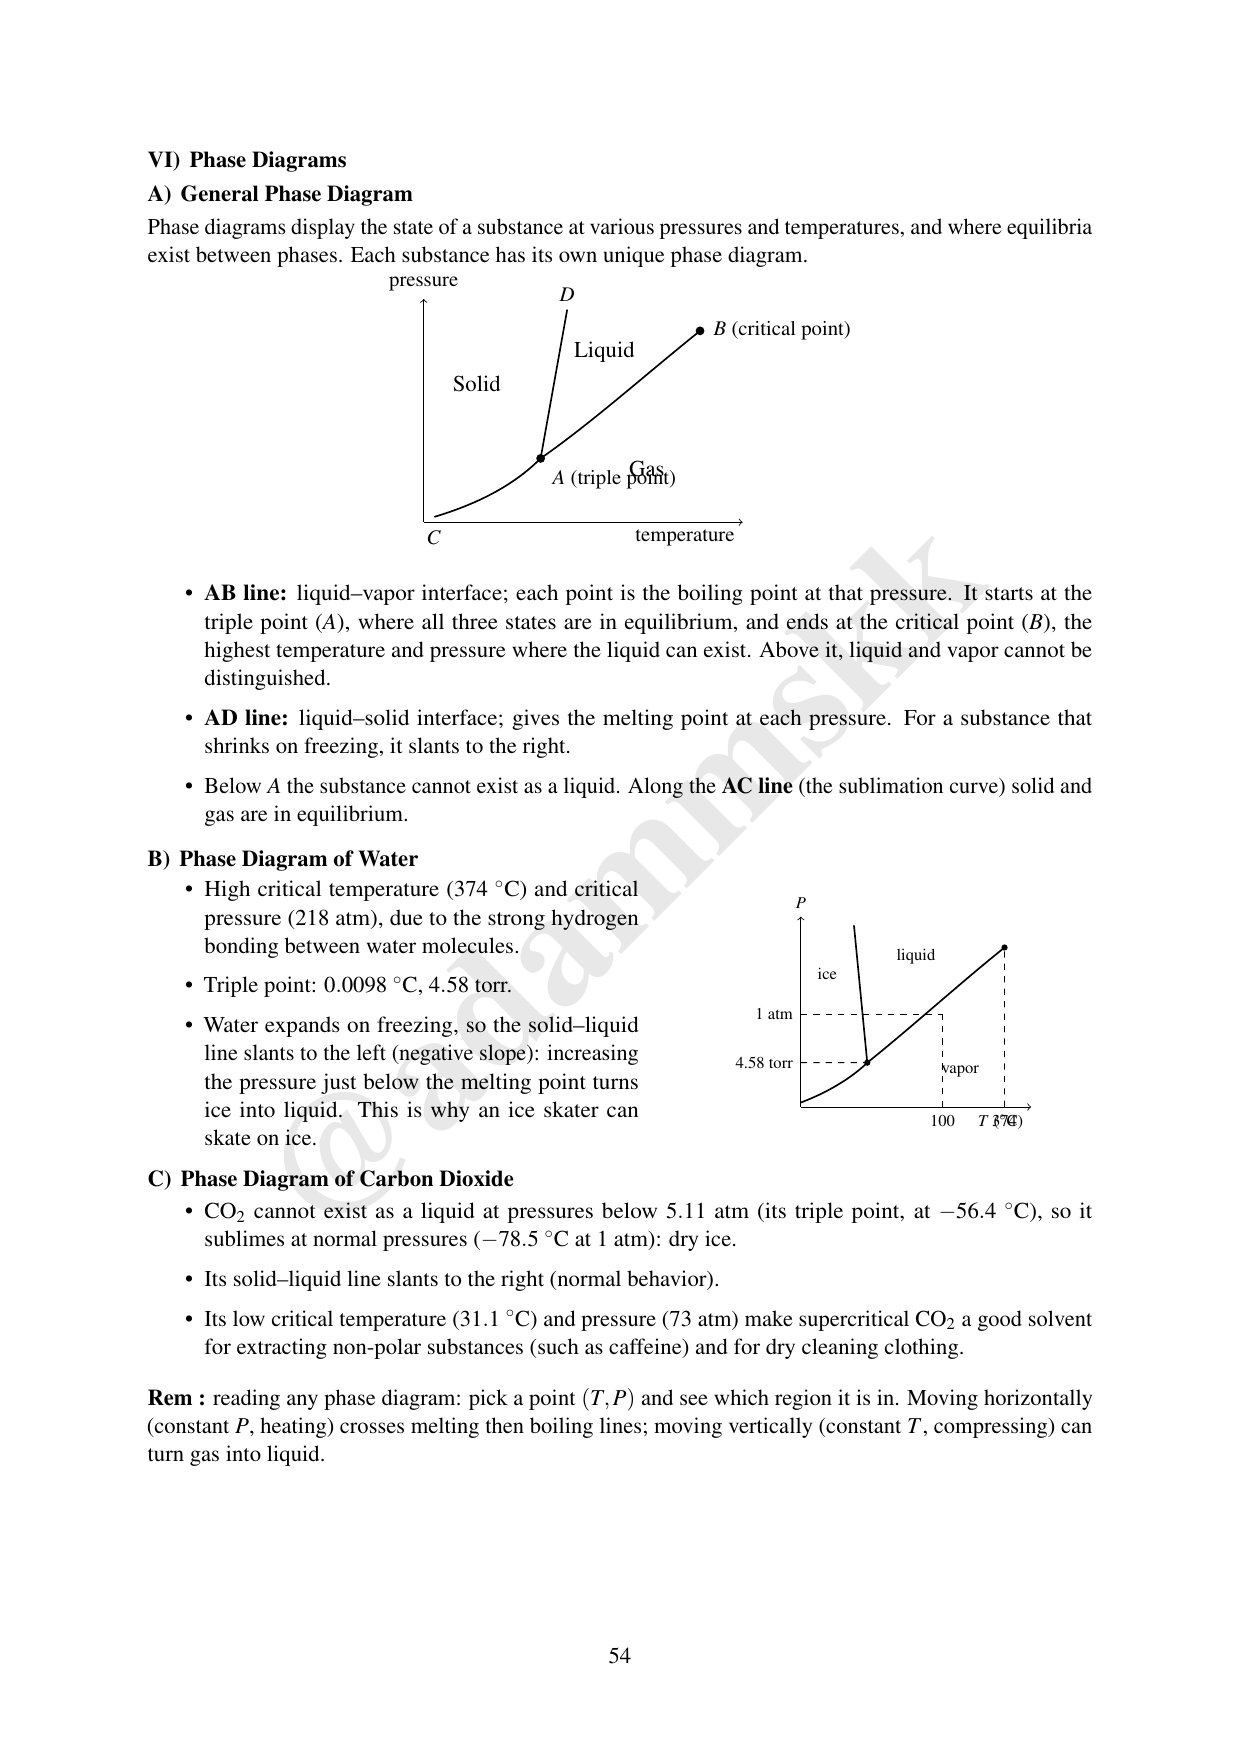 VI) Phase Diagrams
A) General Phase Diagram
Phase diagrams display the state of a substance at various pressures and temperatures, and where equilibria
exist between phases. Each substance has its own unique phase diagram.
pressure
D
B (critical point)
Liquid
Solid
Gas
A (triple point)
C
temperature
• AB line: liquid–vapor interface; each point is the boiling point at that pressure. It starts at the
triple point (A), where all three states are in equilibrium, and ends at the critical point (B), the
highest temperature and pressure where the liquid can exist. Above it, liquid and vapor cannot be
distinguished.
• AD line: liquid–solid interface; gives the melting point at each pressure. For a substance that
shrinks on freezing, it slants to the right.
• Below A the substance cannot exist as a liquid. Along the AC line (the sublimation curve) solid and
gas are in equilibrium.
B) Phase Diagram of Water
• High critical temperature (374 °C) and critical
pressure (218 atm), due to the strong hydrogen
bonding between water molecules.
• Triple point: 0.0098 °C, 4.58 torr.
• Water expands on freezing, so the solid–liquid
line slants to the left (negative slope): increasing
the pressure just below the melting point turns
ice into liquid. This is why an ice skater can
skate on ice.
P
liquid
ice
1 atm
4.58 torr
vapor
100
374
T (°C)
C) Phase Diagram of Carbon Dioxide
• CO₂ cannot exist as a liquid at pressures below 5.11 atm (its triple point, at −56.4 °C), so it
sublimes at normal pressures (−78.5 °C at 1 atm): dry ice.
• Its solid–liquid line slants to the right (normal behavior).
• Its low critical temperature (31.1 °C) and pressure (73 atm) make supercritical CO₂ a good solvent
for extracting non-polar substances (such as caffeine) and for dry cleaning clothing.
Rem : reading any phase diagram: pick a point (T,P) and see which region it is in. Moving horizontally
(constant P, heating) crosses melting then boiling lines; moving vertically (constant T, compressing) can
turn gas into liquid.
54
@adammskk